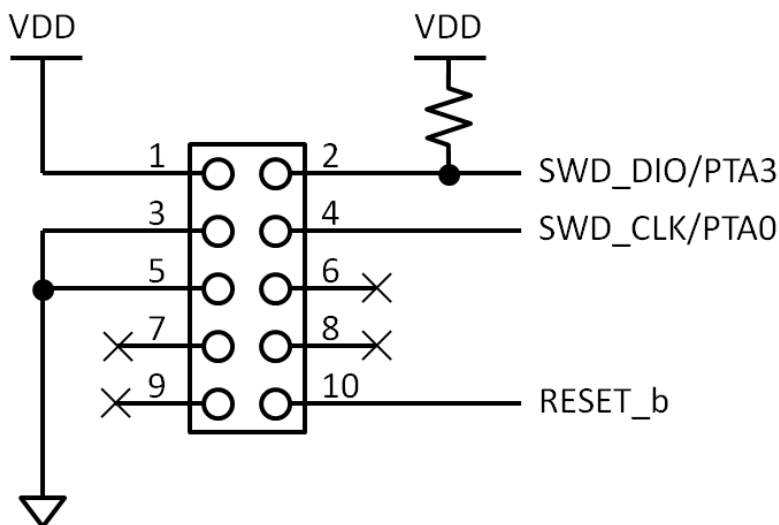 VDD
VDD
1
2
SWD_DIO/PTA3
3
4
SWD_CLK/PTA0
5
6
7
8
9
10
RESET_b